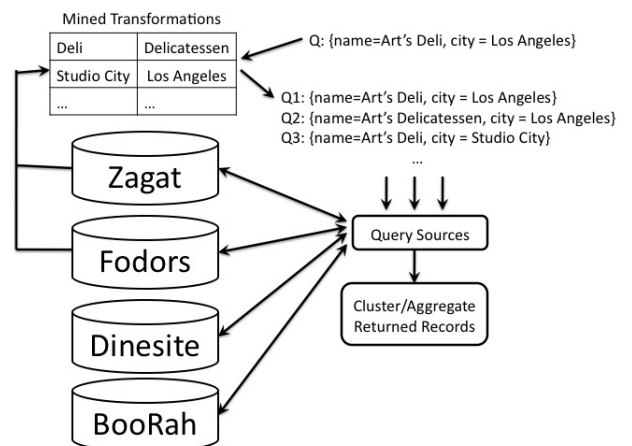 Mined Transformations
Deli Delicatessen
Studio City Los Angeles
... ...
Q: {name=Art's Deli, city = Los Angeles}
Q1: {name=Art's Deli, city = Los Angeles}
Q2: {name=Art's Delicatessen, city = Los Angeles}
Q3: {name=Art's Deli, city = Studio City}
...
Zagat
Fodors
Dinesite
BooRah
Query Sources
Cluster/Aggregate
Returned Records